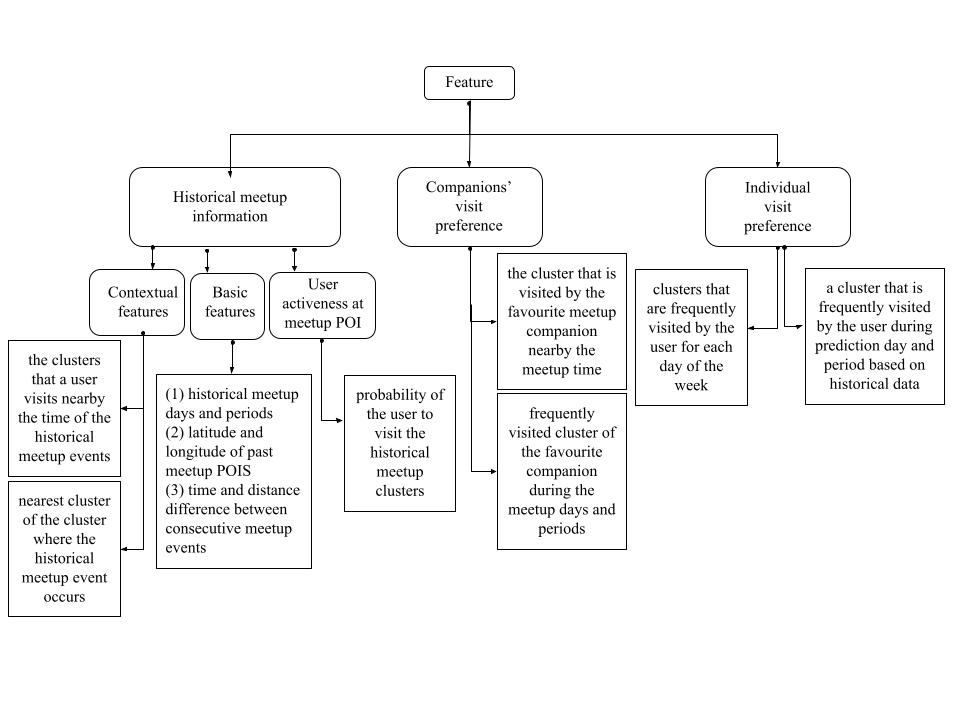 Feature
Historical meetup
information
Companions’
visit
preference
Individual
visit
preference
Contextual
features
Basic
features
User
activeness at
meetup POI
the clusters
that a user
visits nearby
the time of the
historical
meetup events
nearest cluster
of the cluster
where the
historical
meetup event
occurs
(1) historical meetup
days and periods
(2) latitude and
longitude of past
meetup POIS
(3) time and distance
difference between
consecutive meetup
events
probability of
the user to
visit the
historical
meetup
clusters
the cluster that is
visited by the
favourite meetup
companion
nearby the
meetup time
frequently
visited cluster of
the favourite
companion
during the
meetup days and
periods
clusters that
are frequently
visited by the
user for each
day of the
week
a cluster that is
frequently visited
by the user during
prediction day and
period based on
historical data